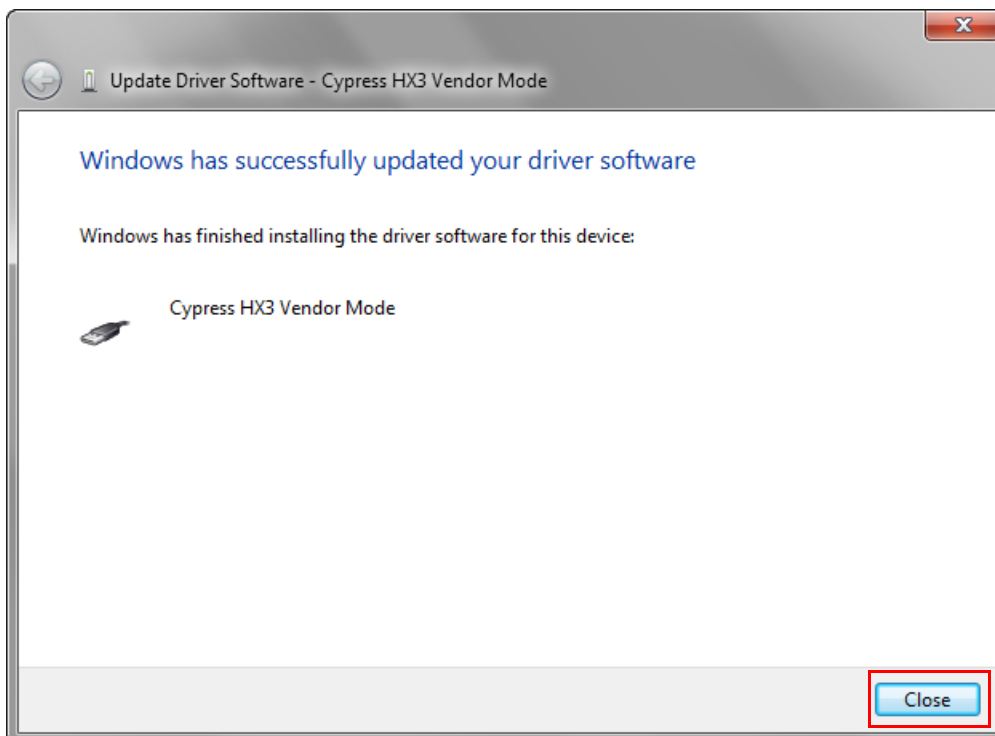 Update Driver Software - Cypress HX3 Vendor Mode
Windows has successfully updated your driver software
Windows has finished installing the driver software for this device:
Cypress HX3 Vendor Mode
Close